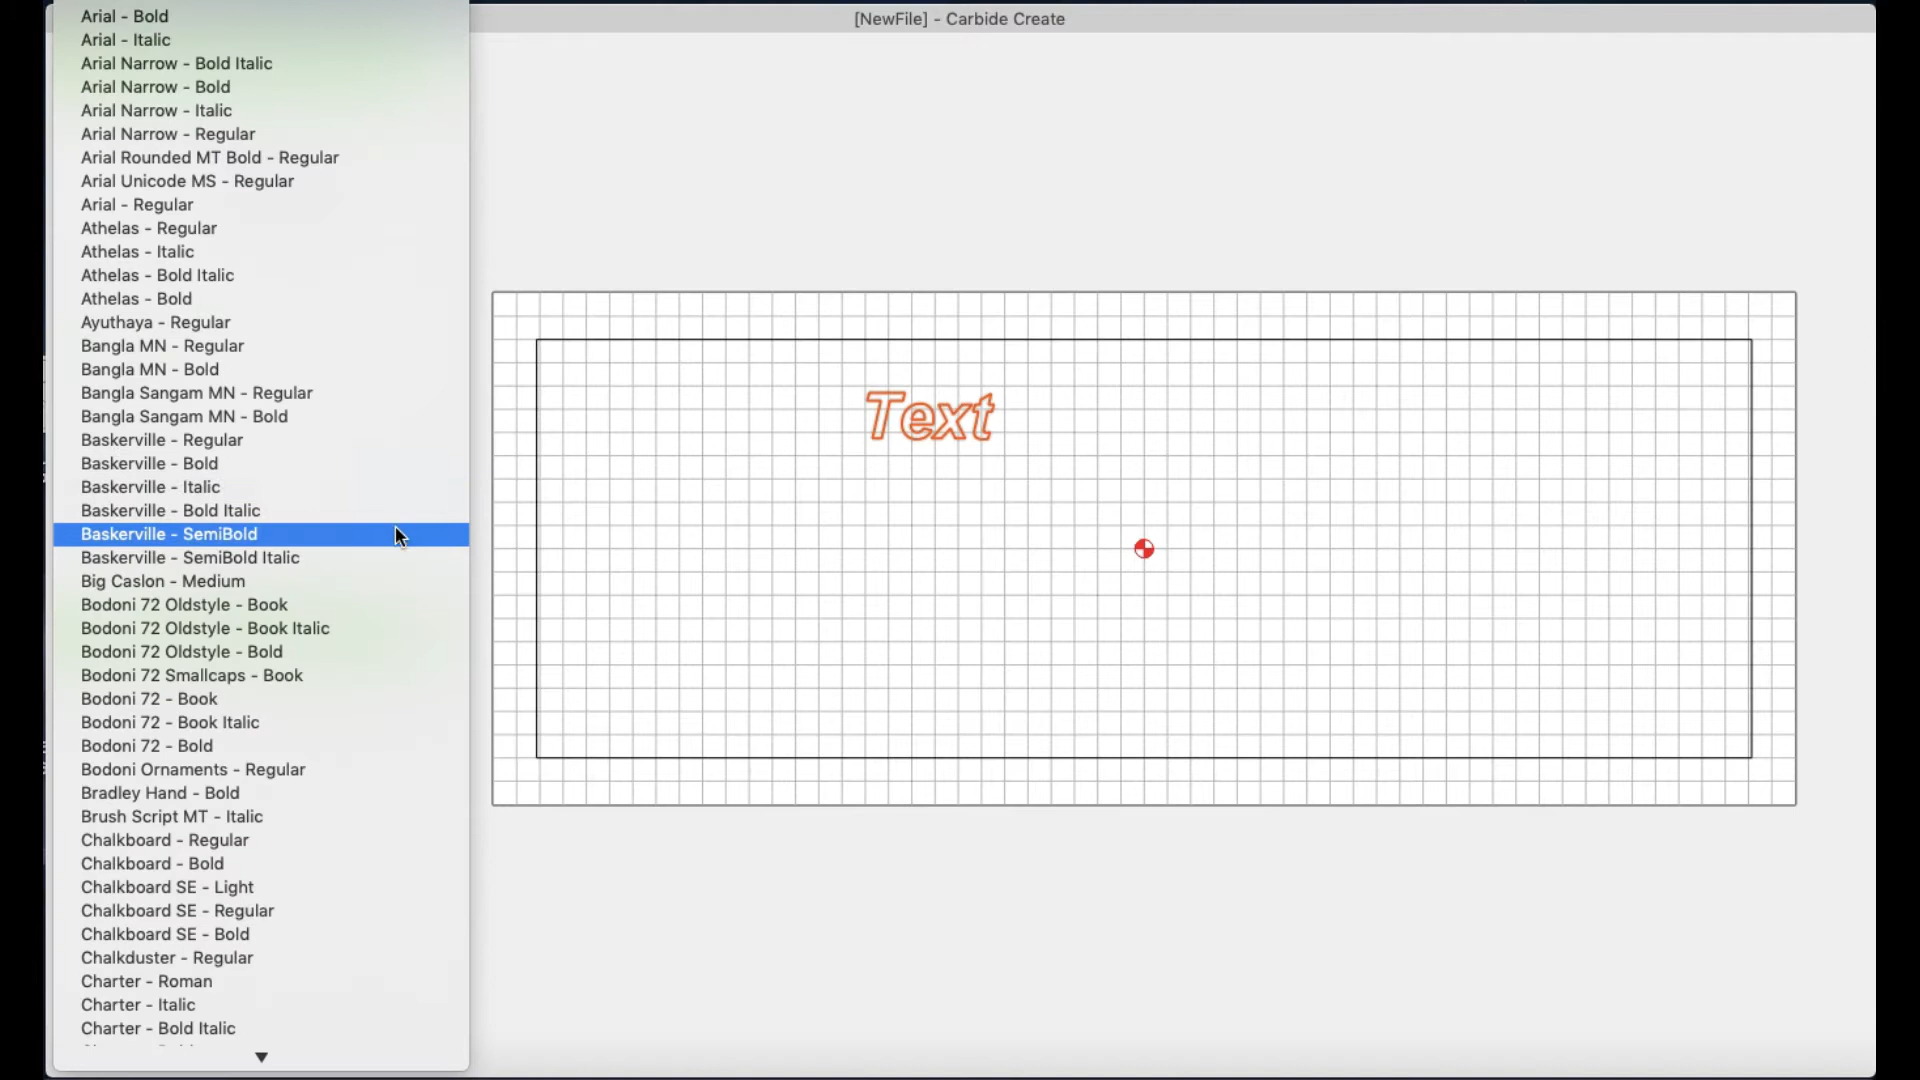 [NewFile] - Carbide Create
Arial - Bold
Arial - Italic
Arial Narrow - Bold Italic
Arial Narrow - Bold
Arial Narrow - Italic
Arial Narrow - Regular
Arial Rounded MT Bold - Regular
Arial Unicode MS - Regular
Arial - Regular
Athelas - Regular
Athelas - Italic
Athelas - Bold Italic
Athelas - Bold
Ayuthaya - Regular
Bangla MN - Regular
Bangla MN - Bold
Bangla Sangam MN - Regular
Bangla Sangam MN - Bold
Baskerville - Regular
Baskerville - Bold
Baskerville - Italic
Baskerville - Bold Italic
Baskerville - SemiBold
Baskerville - SemiBold Italic
Big Caslon - Medium
Bodoni 72 Oldstyle - Book
Bodoni 72 Oldstyle - Book Italic
Bodoni 72 Oldstyle - Bold
Bodoni 72 Smallcaps - Book
Bodoni 72 - Book
Bodoni 72 - Book Italic
Bodoni 72 - Bold
Bodoni Ornaments - Regular
Bradley Hand - Bold
Brush Script MT - Italic
Chalkboard - Regular
Chalkboard - Bold
Chalkboard SE - Light
Chalkboard SE - Regular
Chalkboard SE - Bold
Chalkduster - Regular
Charter - Roman
Charter - Italic
Charter - Bold Italic
Text